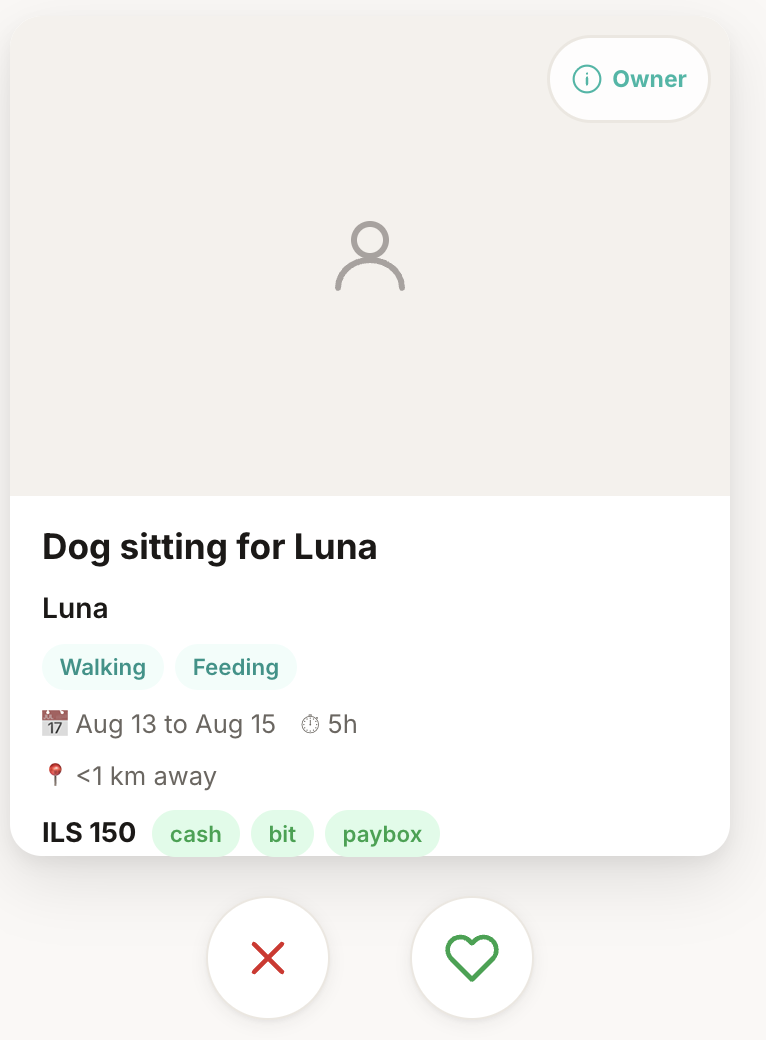 Owner
Dog sitting for Luna
Luna
Walking Feeding
📅 Aug 13 to Aug 15 ⏱ 5h
📍 <1 km away
ILS 150 cash bit paybox